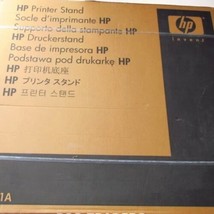 HP Printer Stand
Socle d'imprimante HP
Supporto della stampante HP
HP Druckerstand
Base de impresora HP
Podstawa pod drukarkę HP
HP 打印机底座
HP プリンタ スタンド
HP 프린터 스탠드
hp
invent
1A